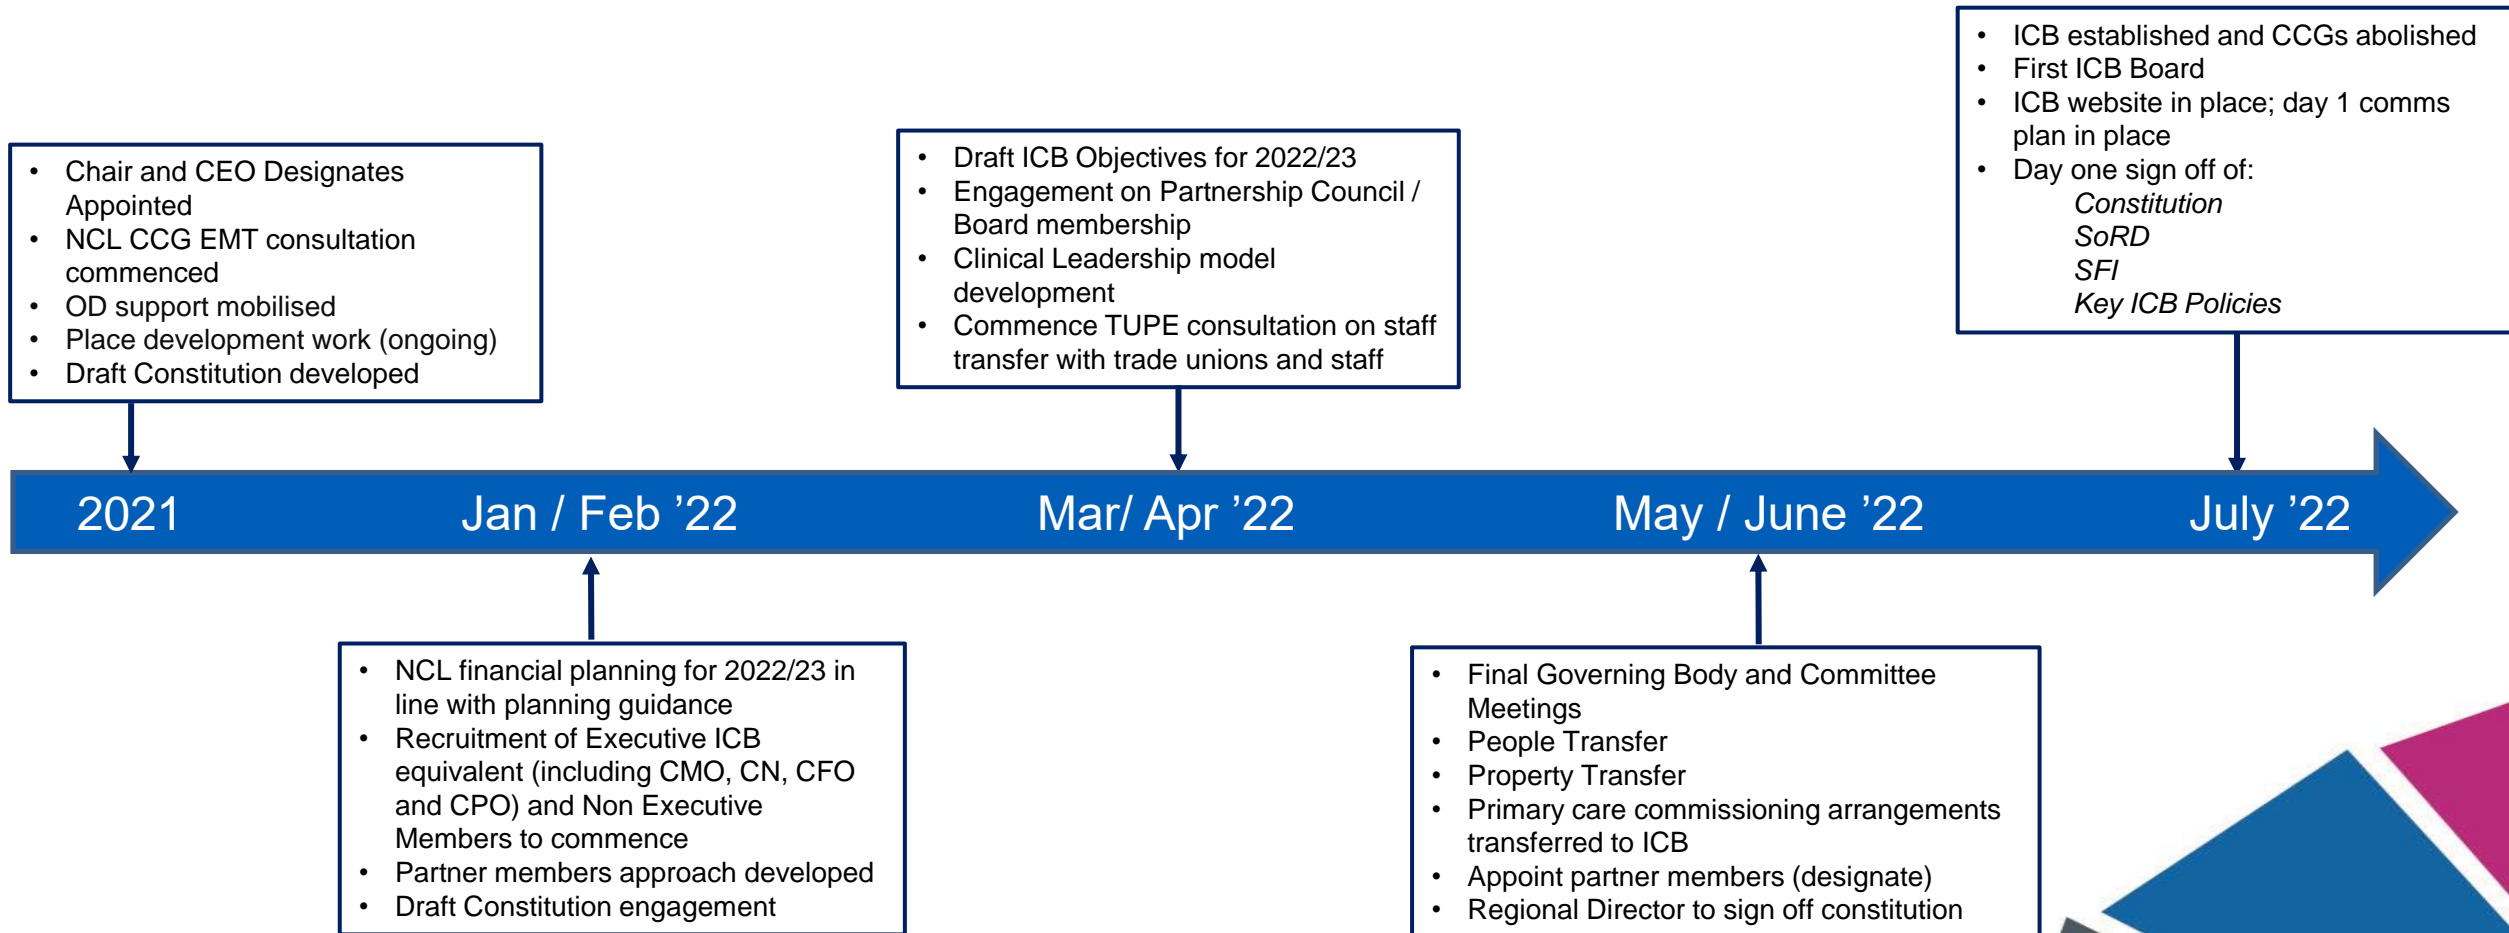 • Chair and CEO Designates
Appointed
• NCL CCG EMT consultation
commenced
• OD support mobilised
• Place development work (ongoing)
• Draft Constitution developed
• Draft ICB Objectives for 2022/23
• Engagement on Partnership Council /
Board membership
• Clinical Leadership model
development
• Commence TUPE consultation on staff
transfer with trade unions and staff
• ICB established and CCGs abolished
• First ICB Board
• ICB website in place; day 1 comms
plan in place
• Day one sign off of:
Constitution
SoRD
SFI
Key ICB Policies
2021 Jan / Feb ’22 Mar/ Apr ’22 May / June ’22 July ’22
• NCL financial planning for 2022/23 in
line with planning guidance
• Recruitment of Executive ICB
equivalent (including CMO, CN, CFO
and CPO) and Non Executive
Members to commence
• Partner members approach developed
• Draft Constitution engagement
• Final Governing Body and Committee
Meetings
• People Transfer
• Property Transfer
• Primary care commissioning arrangements
transferred to ICB
• Appoint partner members (designate)
• Regional Director to sign off constitution